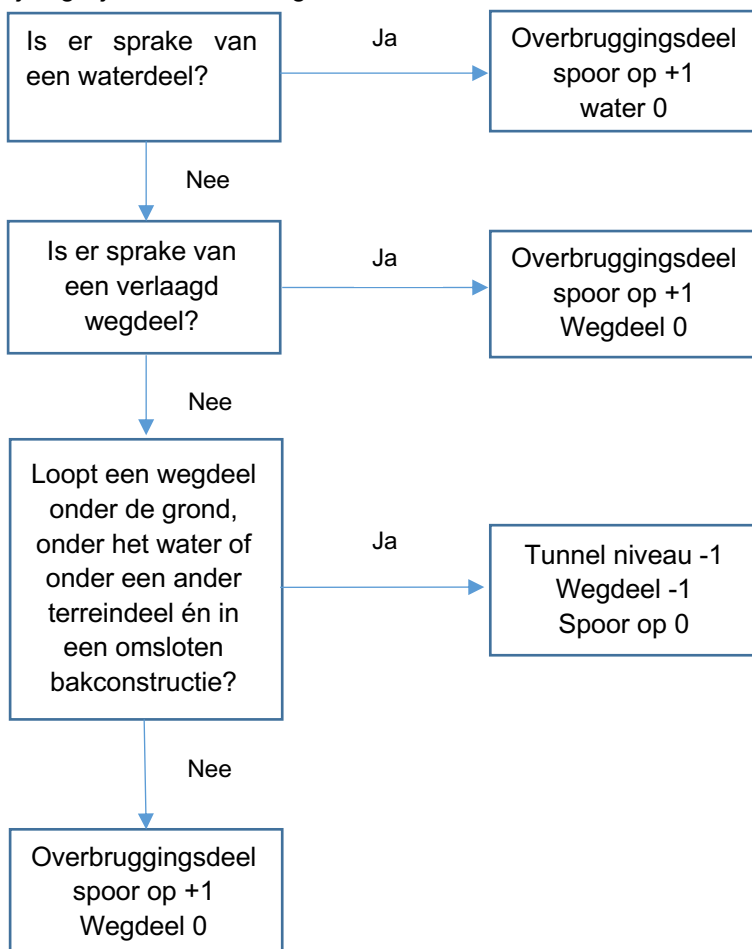 Is er sprake van
een waterdeel?
Ja
Overbruggingsdeel
spoor op +1
water 0
Nee
Is er sprake van
een verlaagd
wegdeel?
Ja
Overbruggingsdeel
spoor op +1
Wegdeel 0
Nee
Loopt een wegdeel
onder de grond,
onder het water of
onder een ander
terreindeel én in
een omsloten
bakconstructie?
Ja
Tunnel niveau -1
Wegdeel -1
Spoor op 0
Nee
Overbruggingsdeel
spoor op +1
Wegdeel 0